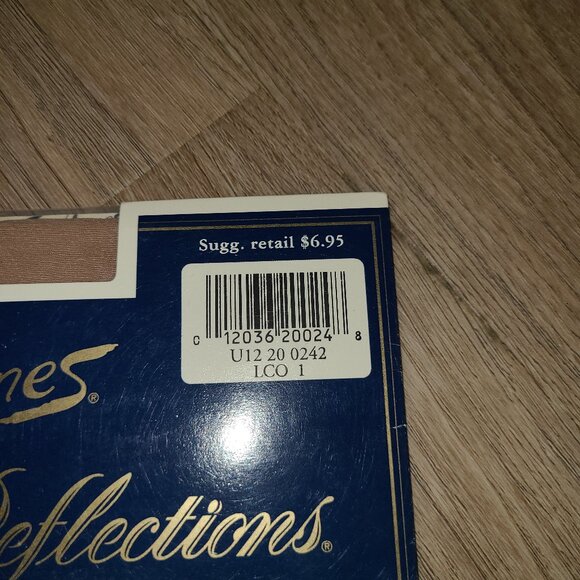 Sugg. retail $6.95
0 12036 20024 8
U12 20 0242
LCO 1
Reflections®